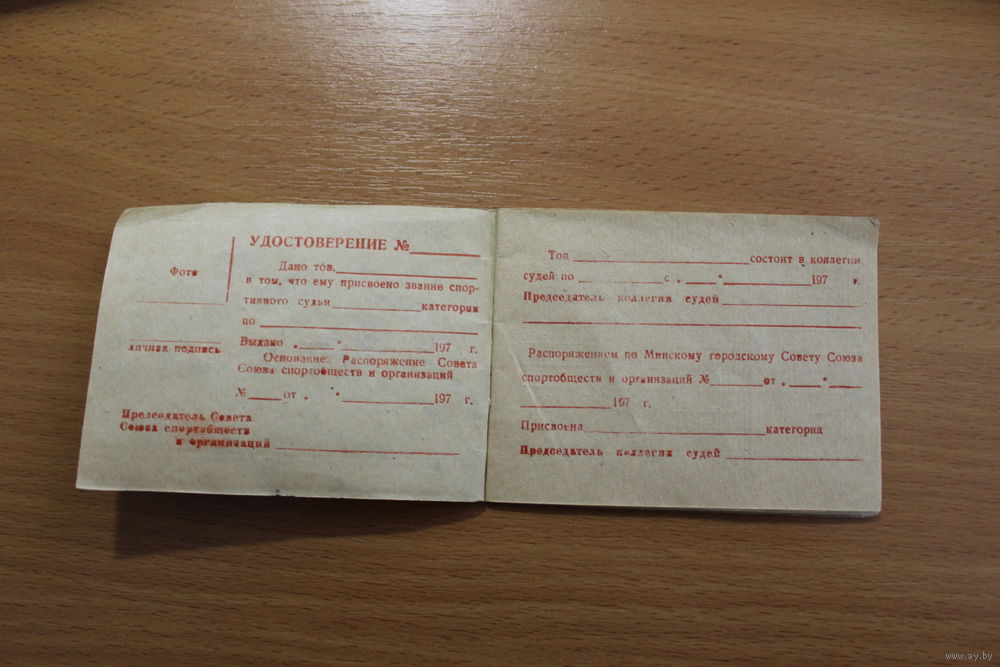 УДОСТОВЕРЕНИЕ №
Фото
Дано тов.
в том, что ему присвоено звание спор-
тивного судьи категории
по
личная подпись
Выдано „ “ 197 г.
Основание: Распоряжение Совета
Союза спортобществ и организаций
№ от „ “ 197 г.
Председатель Совета
Союза спортобществ
и организаций
Тов состоит в коллегии
судей по с „ “ 197 г.
Председатель коллегии судей
Распоряжением по Минскому городскому Совету Союза
спортобществ и организаций № от „ “
197 г.
Присвоена категория
Председатель коллегии судей
www.ay.by